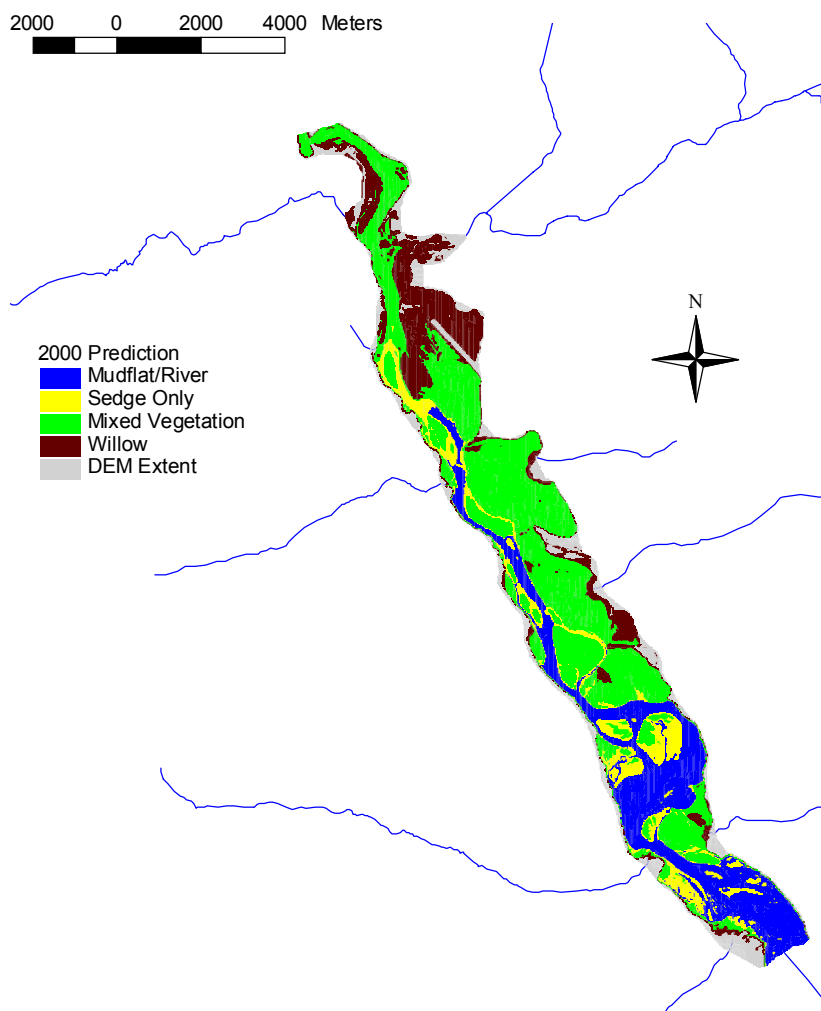 2000 0 2000 4000 Meters
N
2000 Prediction
Mudflat/River
Sedge Only
Mixed Vegetation
Willow
DEM Extent